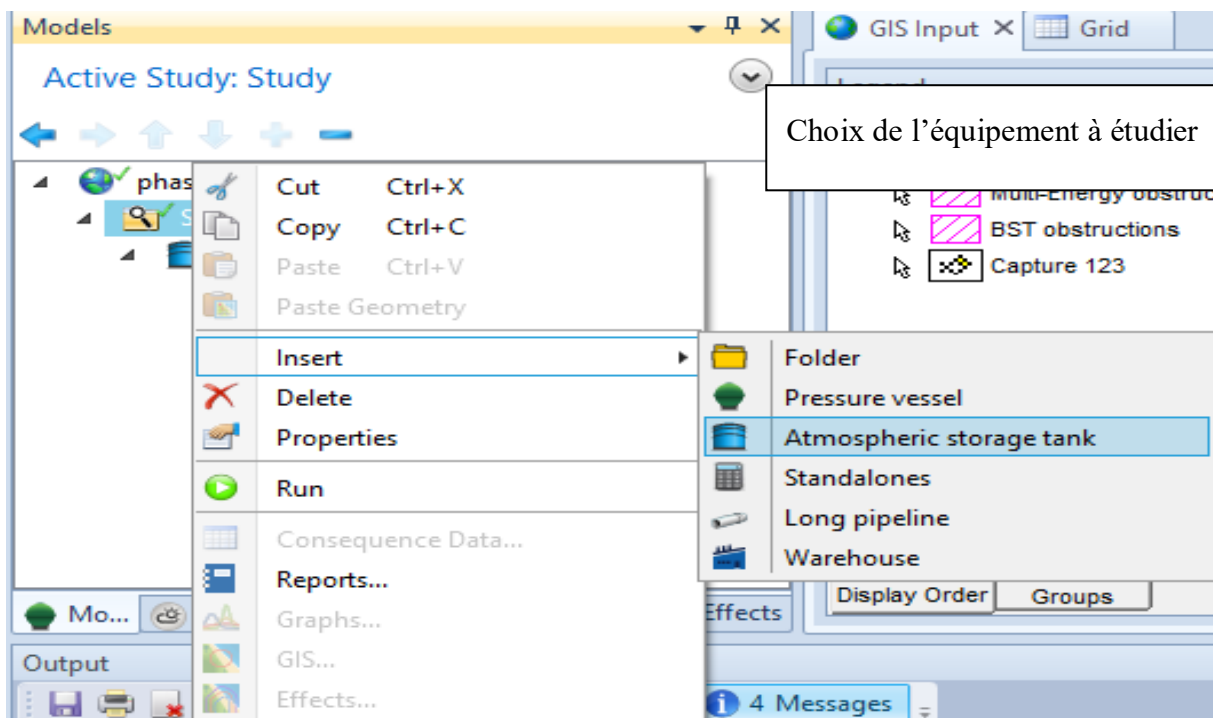 Models
Active Study: Study
phas
Cut Ctrl+X
Copy Ctrl+C
Paste Ctrl+V
Paste Geometry
Insert
Delete
Properties
Run
Consequence Data...
Reports...
Graphs...
GIS...
Effects...
Folder
Pressure vessel
Atmospheric storage tank
Standalones
Long pipeline
Warehouse
GIS Input
Grid
Choix de l’équipement à étudier
BST obstructions
Capture 123
Display Order
Groups
Mo...
Effects
Output
4 Messages